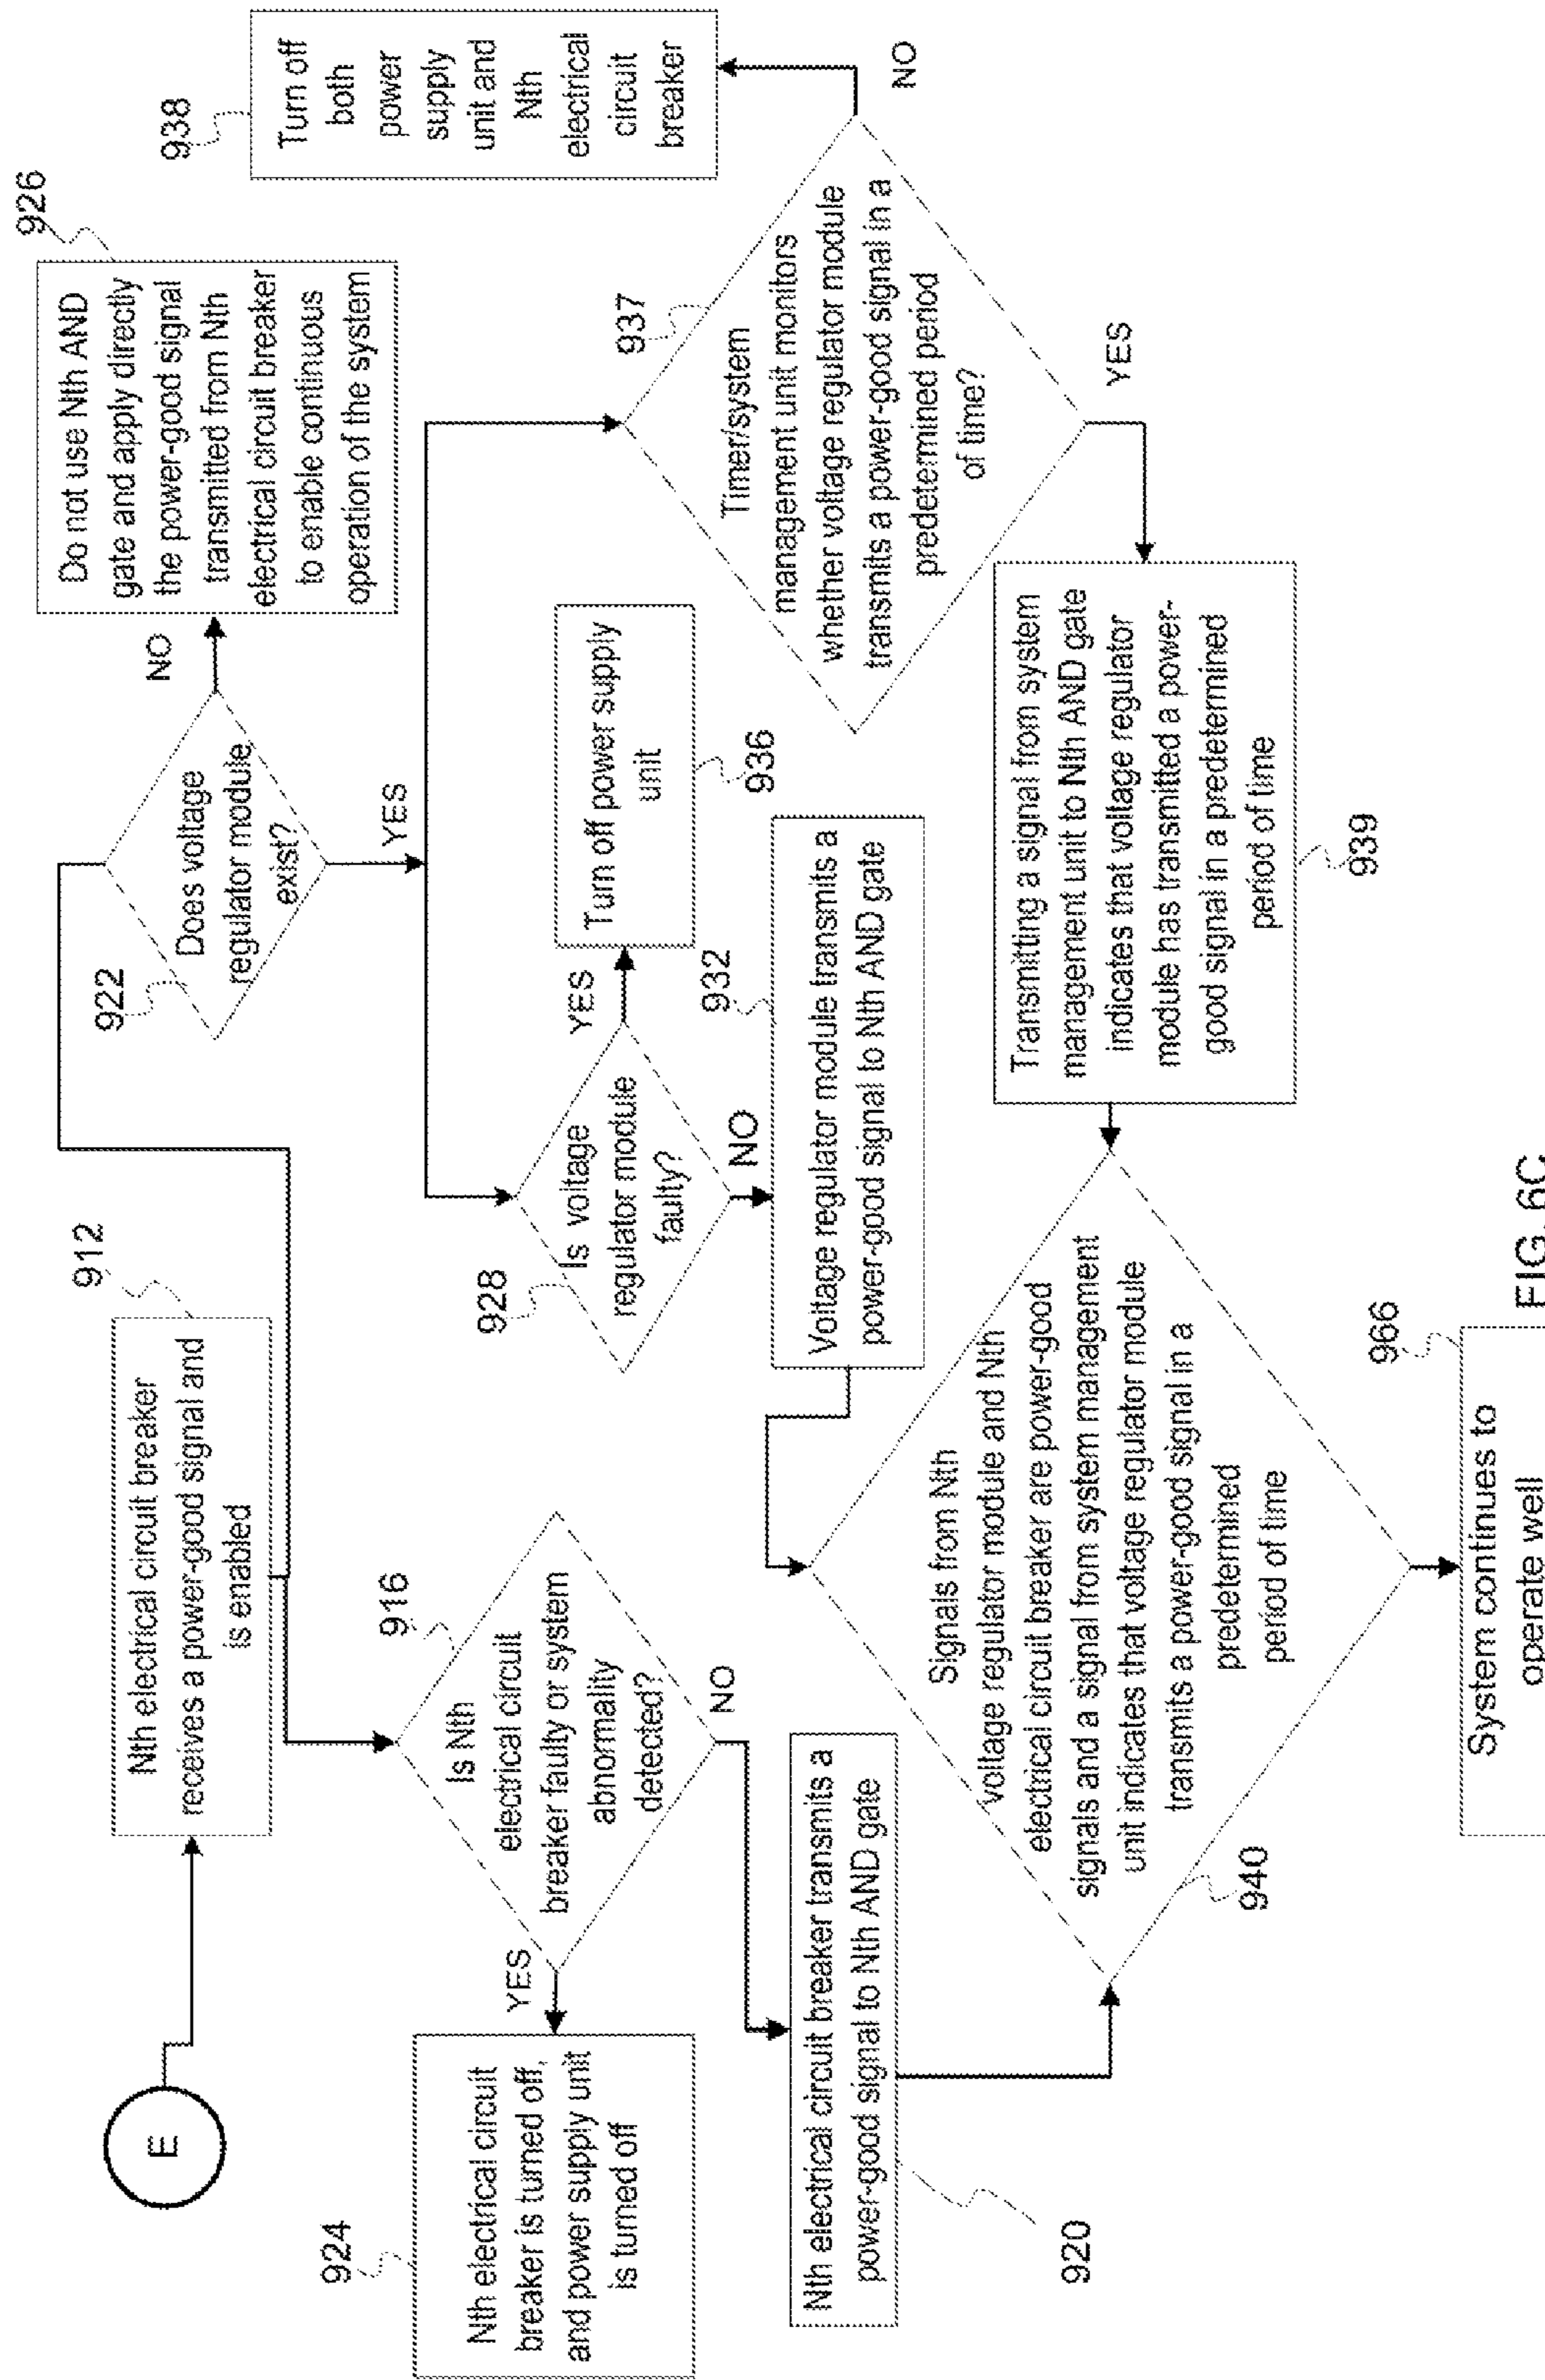 E
912
Nth electrical circuit breaker
receives a power-good signal and
is enabled
916
Is Nth
electrical circuit
breaker faulty or system
abnormality
detected?
YES
NO
924
Nth electrical circuit
breaker is turned off,
and power supply unit
is turned off
Nth electrical circuit breaker transmits a
power-good signal to Nth AND gate
920
922
Does voltage
regulator module
exist?
NO
YES
926
Do not use Nth AND
gate and apply directly
the power-good signal
transmitted from Nth
electrical circuit breaker
to enable continuous
operation of the system
928
Is voltage
regulator module
faulty?
YES
NO
Turn off power supply
unit
936
932
Voltage regulator module transmits a
power-good signal to Nth AND gate
937
Timer/system
management unit monitors
whether voltage regulator module
transmits a power-good signal in a
predetermined period
of time?
NO
YES
938
Turn off
both
power
supply
unit and
Nth
electrical
circuit
breaker
Transmitting a signal from system
management unit to Nth AND gate
indicates that voltage regulator
module has transmitted a power-
good signal in a predetermined
period of time
939
Signals from Nth
voltage regulator module and Nth
electrical circuit breaker are power-good
signals and a signal from system management
unit indicates that voltage regulator module
transmits a power-good signal in a
predetermined
period of time
940
966
System continues to
operate well
FIG. 6C